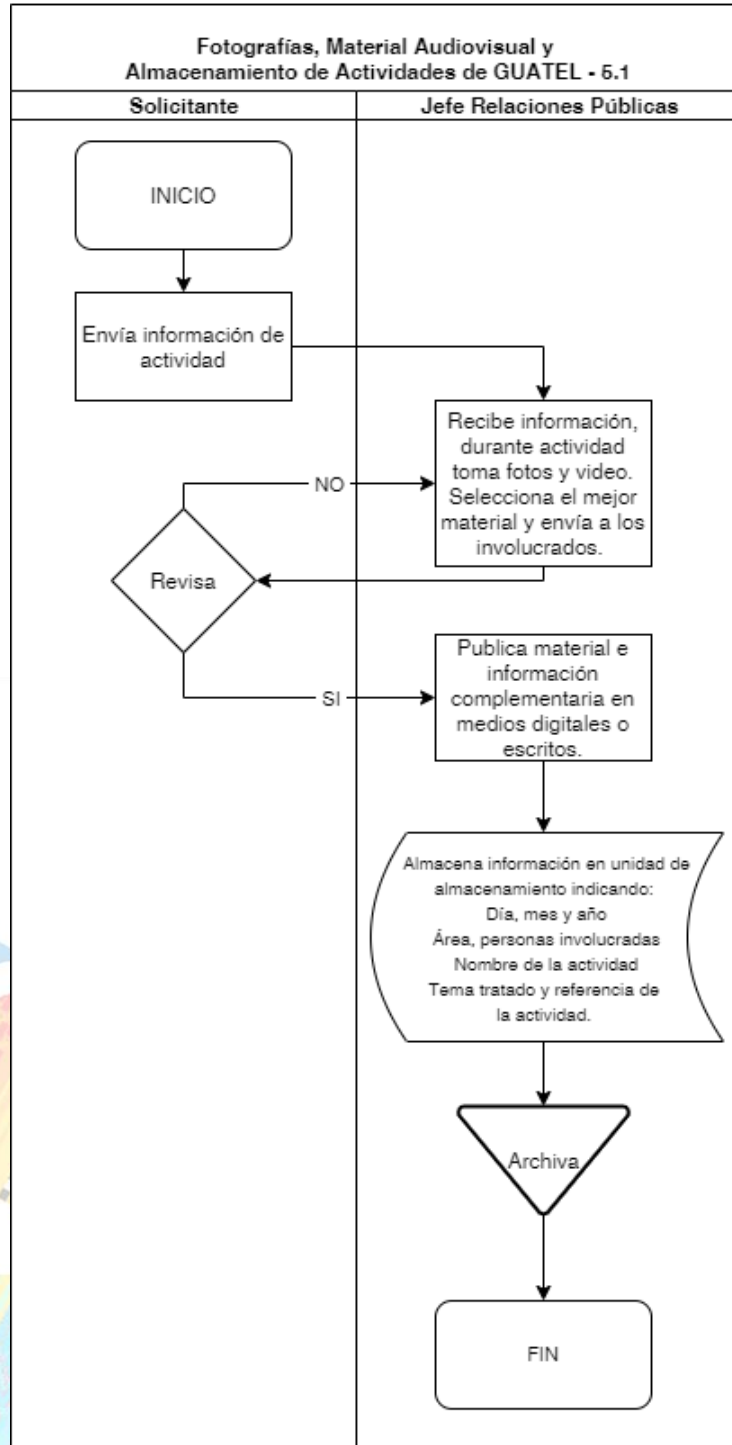 Fotografías, Material Audiovisual y
Almacenamiento de Actividades de GUATEL - 5.1
Solicitante
Jefe Relaciones Públicas
INICIO
Envía información de
actividad
Recibe información,
durante actividad
toma fotos y video.
Selecciona el mejor
material y envía a los
involucrados.
NO
Revisa
SI
Publica material e
información
complementaria en
medios digitales o
escritos.
Almacena información en unidad de
almacenamiento indicando:
Día, mes y año
Área, personas involucradas
Nombre de la actividad
Tema tratado y referencia de
la actividad.
Archiva
FIN